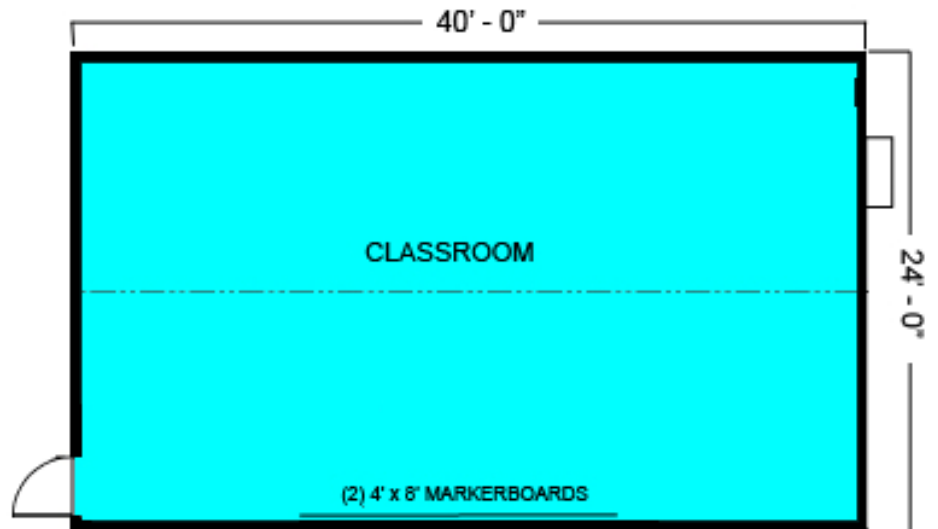 40' - 0"
24' - 0"
CLASSROOM
(2) 4' x 8' MARKERBOARDS